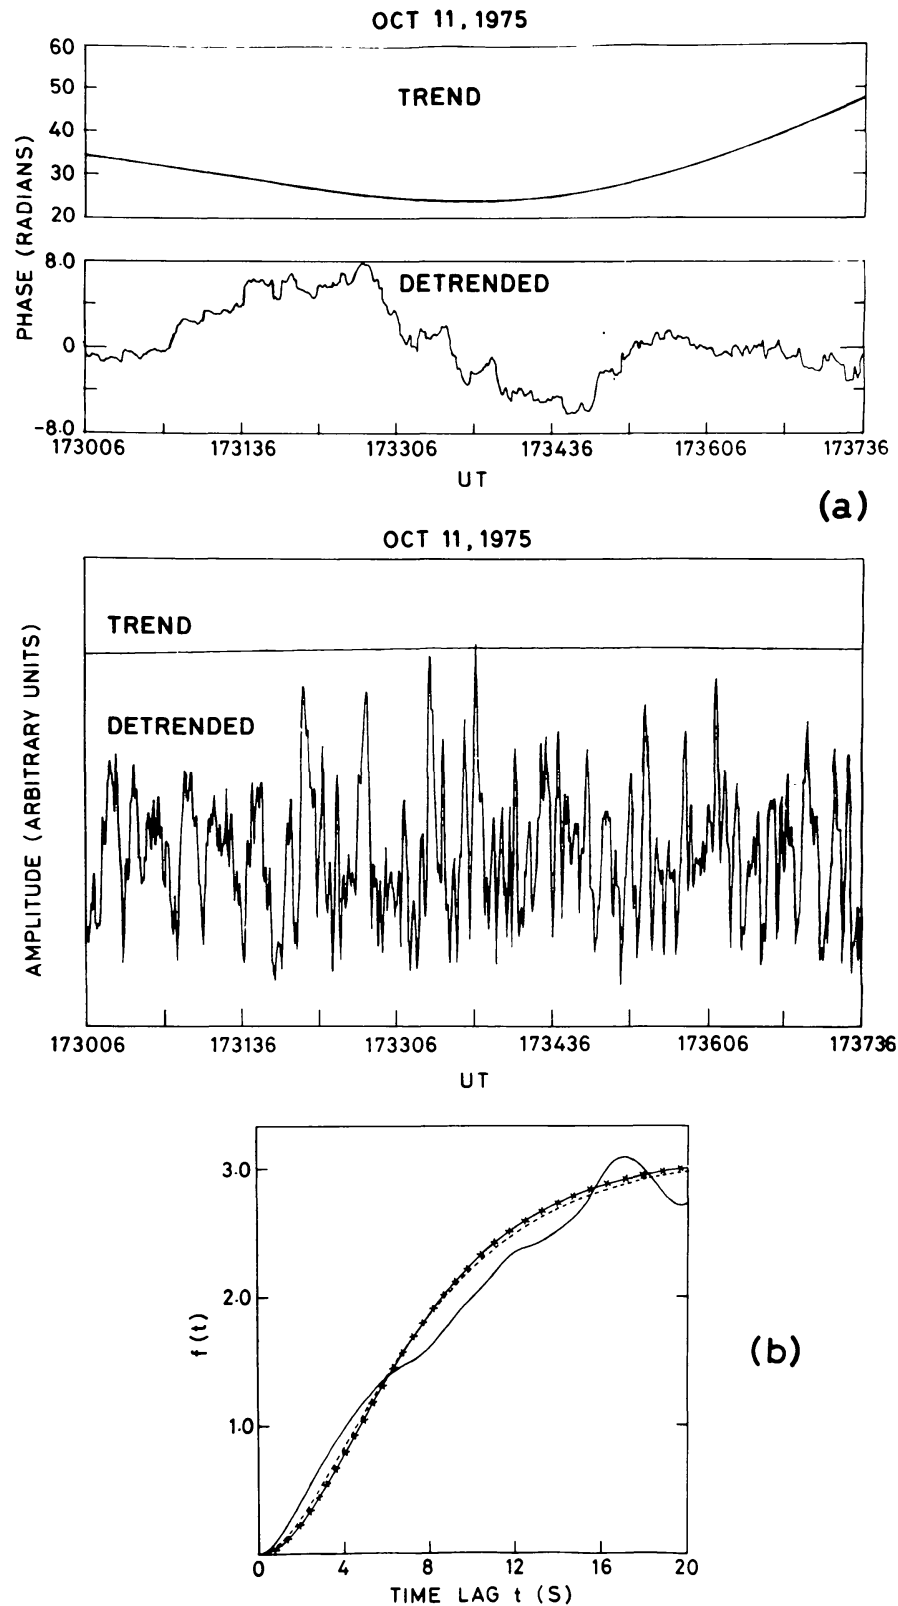 OCT 11, 1975
60
50
40
30
20
TREND
PHASE (RADIANS)
8.0
0
-8.0
DETRENDED
173006 173136 173306 173436 173606 173736
UT
(a)
OCT 11, 1975
TREND
DETRENDED
AMPLITUDE (ARBITRARY UNITS)
173006 173136 173306 173436 173606 173736
UT
3.0
2.0
1.0
f(t)
(b)
0 4 8 12 16 20
TIME LAG t (S)